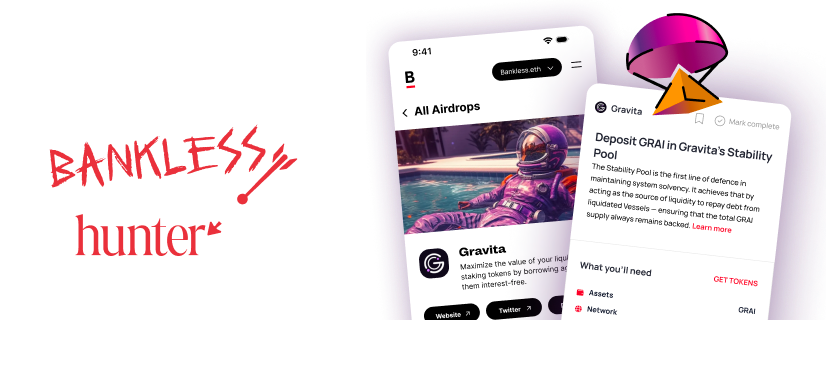 BANKLESS
hunter
9:41
B
Bankless.eth
All Airdrops
Gravita
Maximize the value of your
staking tokens by borrowing
them interest-free.
Website
Twitter
Gravita
Mark complete
Deposit GRAI in Gravita's Stability
Pool
The Stability Pool is the first line of defence in
maintaining system solvency. It achieves that by
acting as the source of liquidity to repay debt from
liquidated Vessels — ensuring that the total GRAI
supply always remains backed. Learn more
What you'll need
GET TOKENS
Assets
GRAI
Network